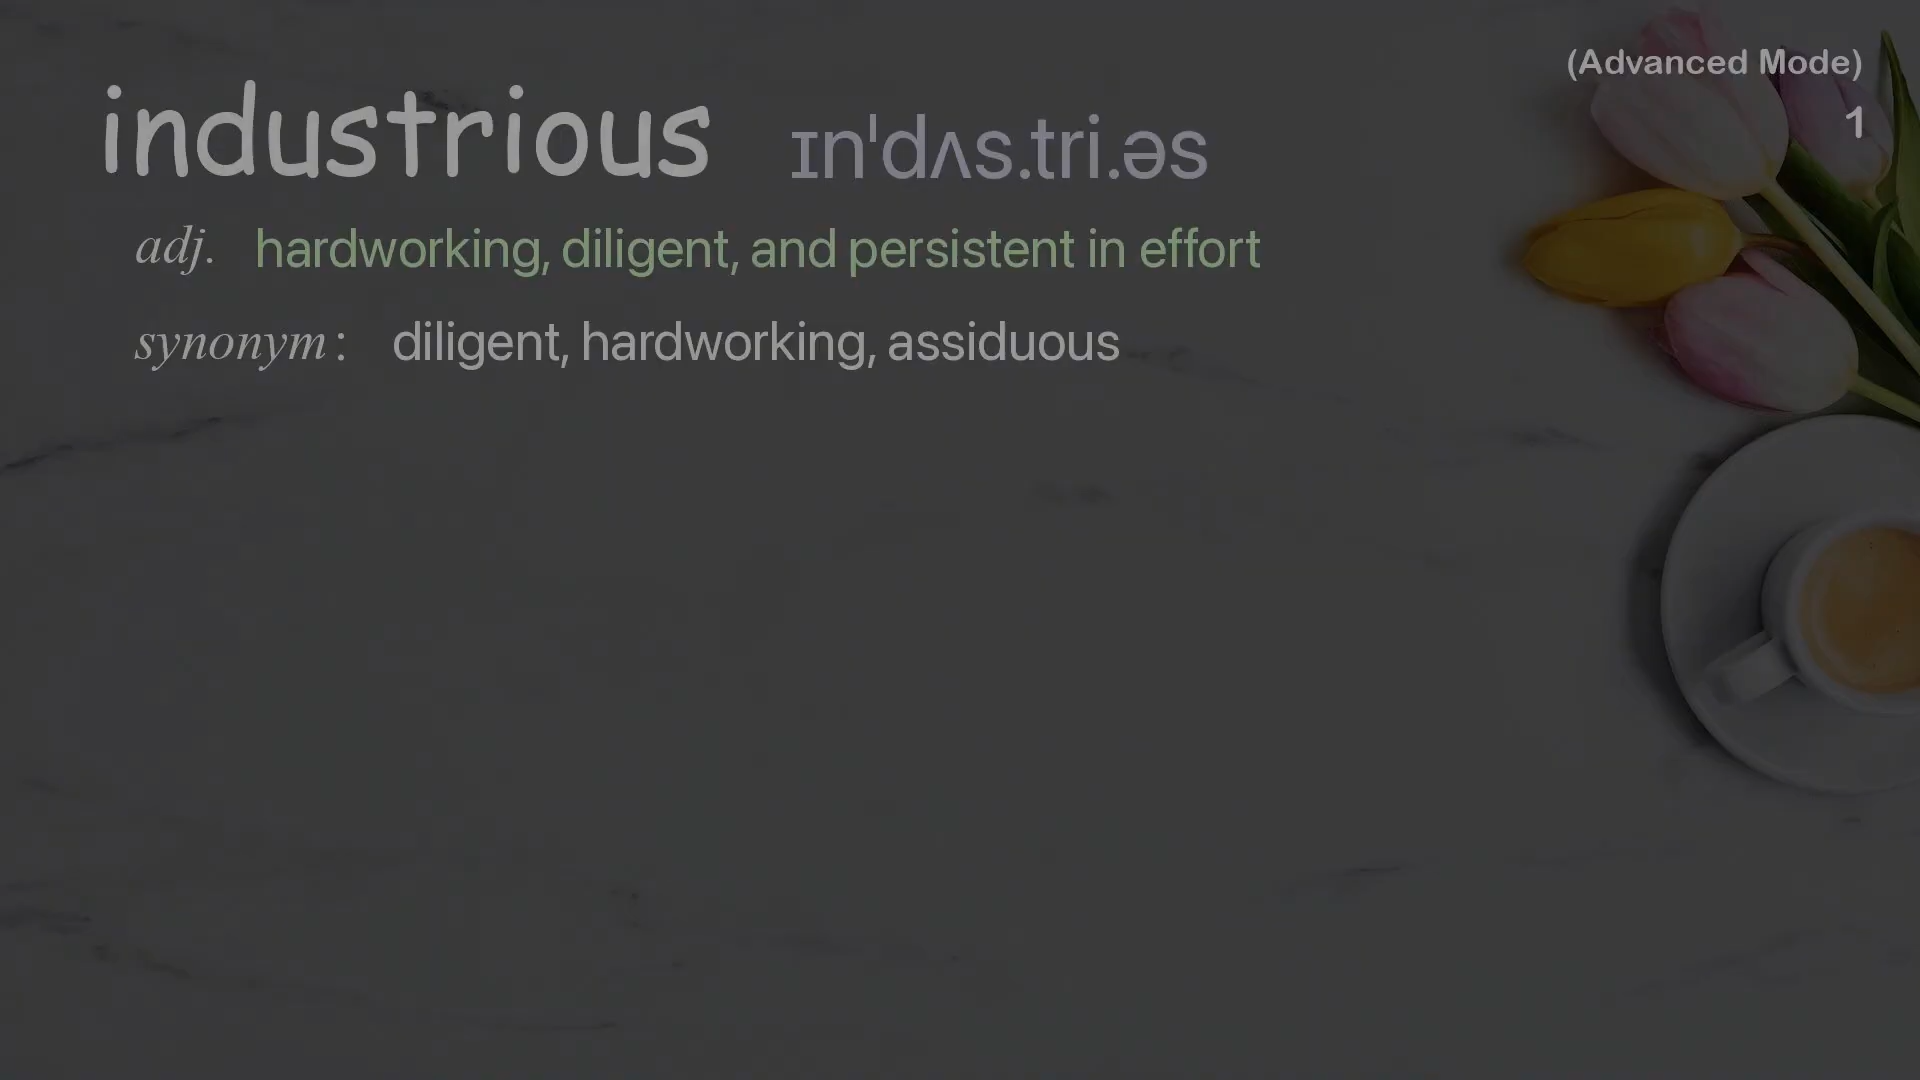 (Advanced Mode)
1
industrious ɪnˈdʌs.tri.əs
adj. hardworking, diligent, and persistent in effort
synonym: diligent, hardworking, assiduous